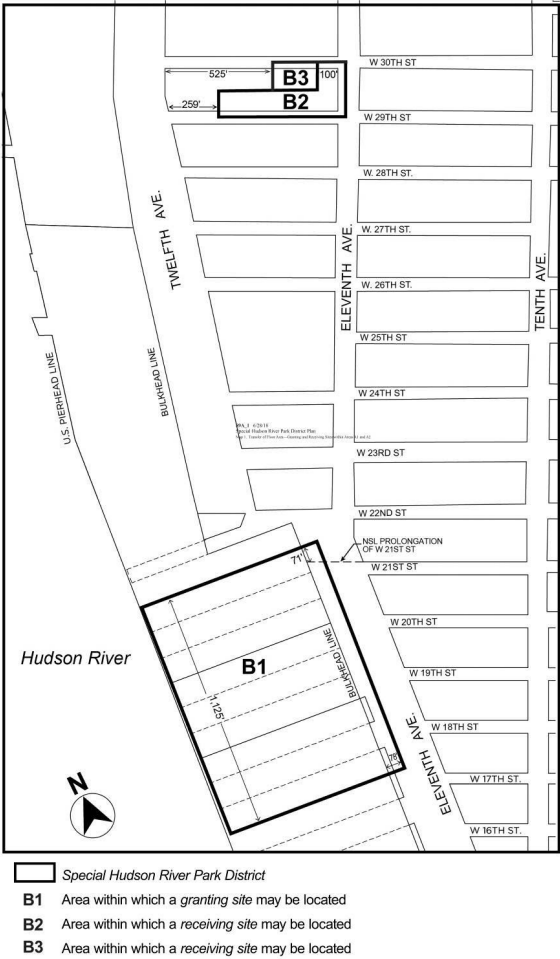 W 30TH ST
525'
B3
100'
B2
259'
W 29TH ST
W. 28TH ST.
TWELFTH AVE.
W. 27TH ST.
ELEVENTH AVE.
TENTH AVE.
W. 26TH ST.
W 25TH ST
U.S. PIERHEAD LINE
BULKHEAD LINE
W 24TH ST
Special Hudson River Park District Plan
W 23RD ST
W 22ND ST
NSL PROLONGATION
OF W 21ST ST
71'
W 21ST ST
W 20TH ST
BULKHEAD LINE
Hudson River
B1
W 19TH ST
1,125'
ELEVENTH AVE.
W 18TH ST
78'
W 17TH ST.
N
W 16TH ST.
Special Hudson River Park District
B1 Area within which a granting site may be located
B2 Area within which a receiving site may be located
B3 Area within which a receiving site may be located